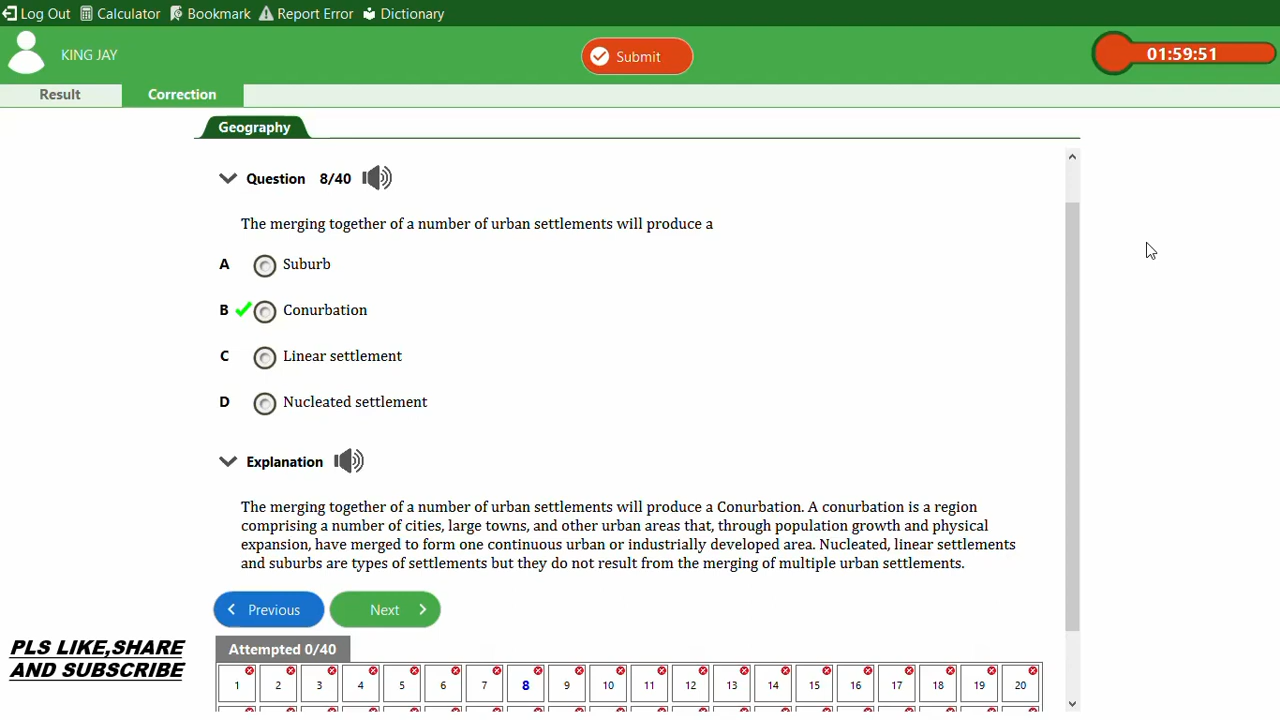 Log Out Calculator Bookmark Report Error Dictionary
KING JAY
Submit
01:59:51
Result Correction
Geography
Question 8/40
The merging together of a number of urban settlements will produce a
A Suburb
B Conurbation
C Linear settlement
D Nucleated settlement
Explanation
The merging together of a number of urban settlements will produce a Conurbation. A conurbation is a region
comprising a number of cities, large towns, and other urban areas that, through population growth and physical
expansion, have merged to form one continuous urban or industrially developed area. Nucleated, linear settlements
and suburbs are types of settlements but they do not result from the merging of multiple urban settlements.
Previous Next
PLS LIKE,SHARE
AND SUBSCRIBE
Attempted 0/40
1 2 3 4 5 6 7 8 9 10 11 12 13 14 15 16 17 18 19 20